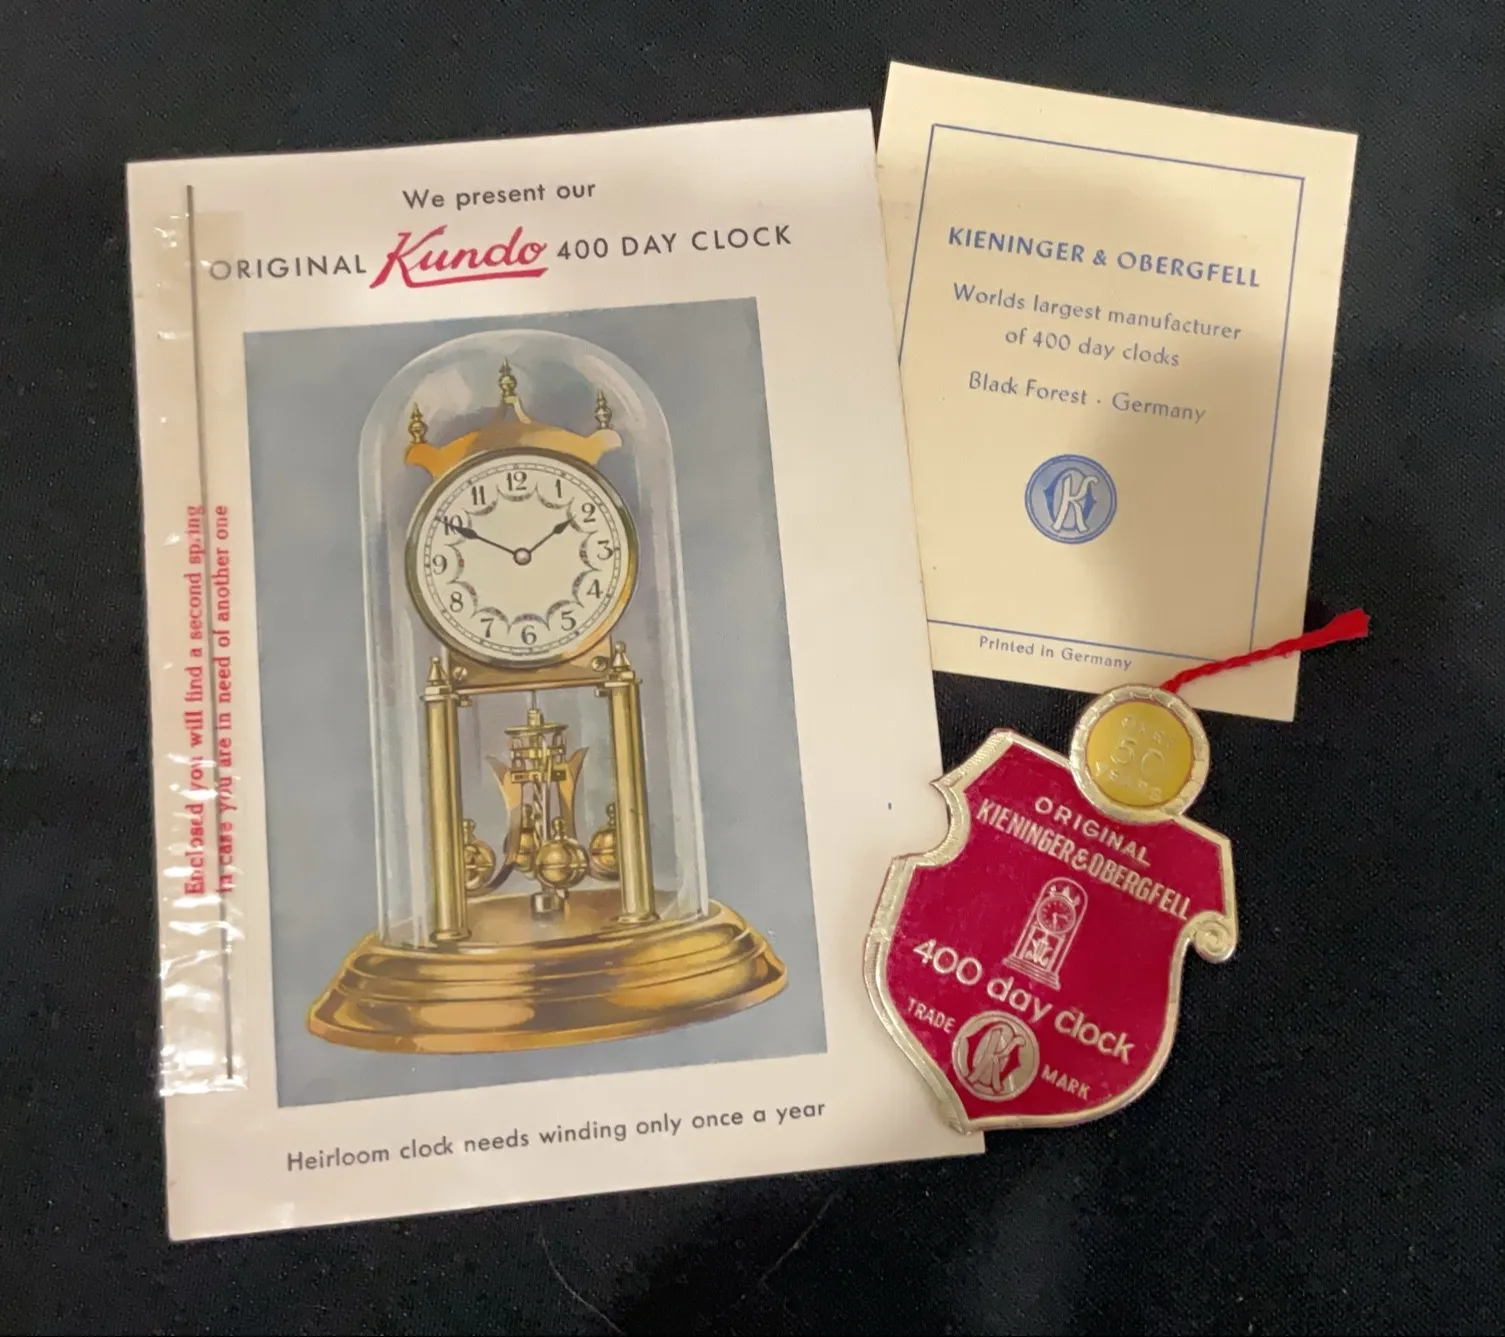 We present our
ORIGINAL Kundo 400 DAY CLOCK
12
11 1
10 2
9 3
8 4
7 5
6
Enclosed you will find a second spring
in case you are in need of another one
Heirloom clock needs winding only once a year
KIENINGER & OBERGFELL
Worlds largest manufacturer
of 400 day clocks
Black Forest · Germany
K
Printed in Germany
OVER
50
YEARS
ORIGINAL
KIENINGER & OBERGFELL
400 day clock
TRADE K MARK